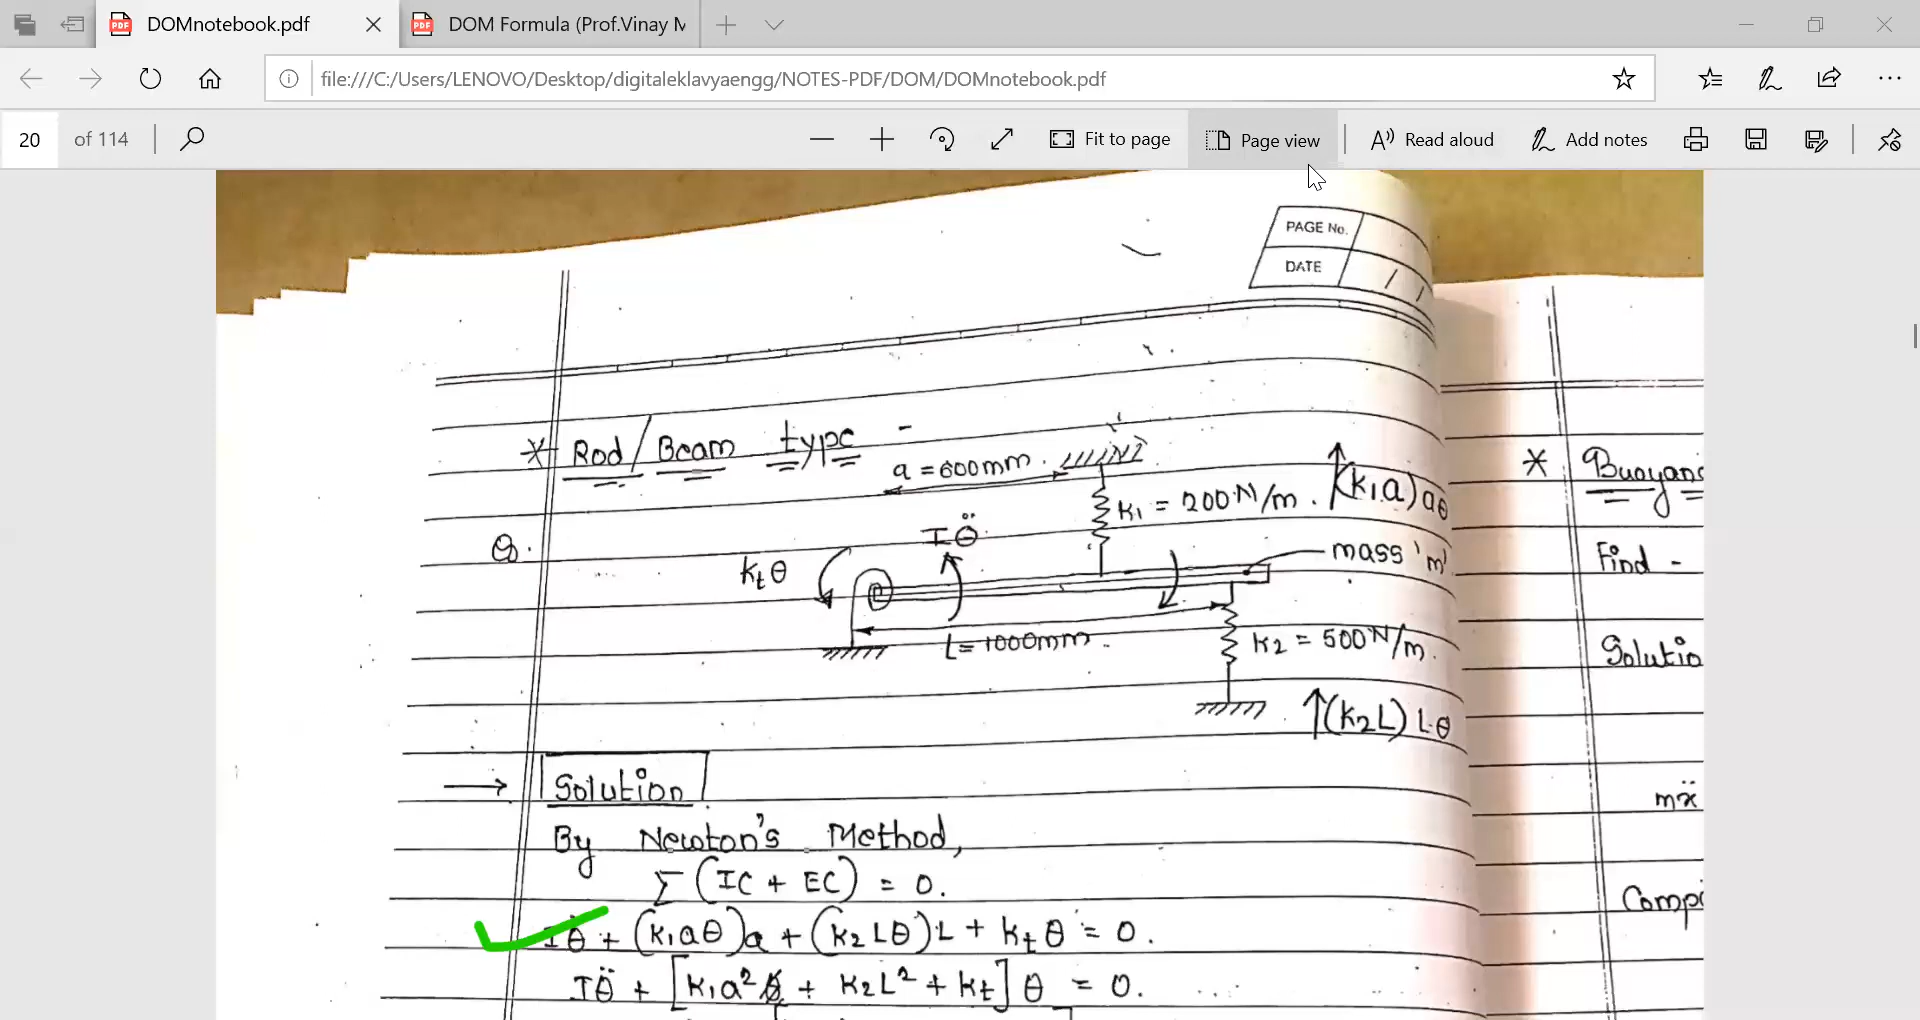 DOMnotebook.pdf
DOM Formula (Prof.Vinay M
file:///C:/Users/LENOVO/Desktop/digitaleklavyaengg/NOTES-PDF/DOM/DOMnotebook.pdf
20 of 114
Fit to page
Page view
Read aloud
Add notes
PAGE No.
DATE / /
* Rod/Beam type -
a = 600mm.
K₁ = 200 N/m.
(K₁a) aθ
Q.
Iθ̈
Ktθ
mass 'm'
L = 1000mm.
K₂ = 500 N/m.
(K₂L) Lθ
→ Solution
By Newton's Method,
Σ (IC + EC) = 0.
Iθ̈ + (K₁aθ)a + (K₂Lθ)L + Ktθ = 0.
Iθ̈ + [K₁a² + K₂L² + Kt] θ = 0.
* Buoyanc
Find -
Solutio
mẍ
Comp